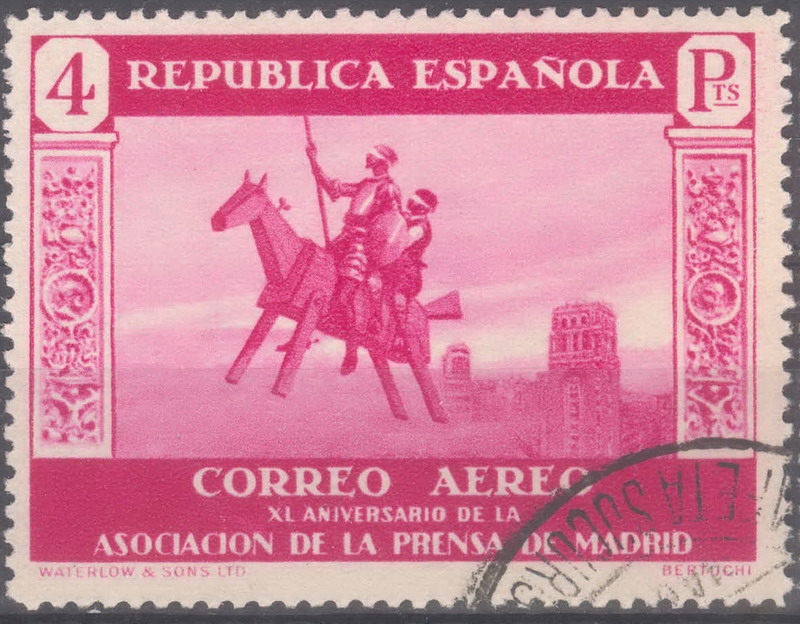 4 REPUBLICA ESPAÑOLA PTS
CORREO AEREO
XL ANIVERSARIO DE LA
ASOCIACION DE LA PRENSA DE MADRID
WATERLOW & SONS LTD BERTUCHI